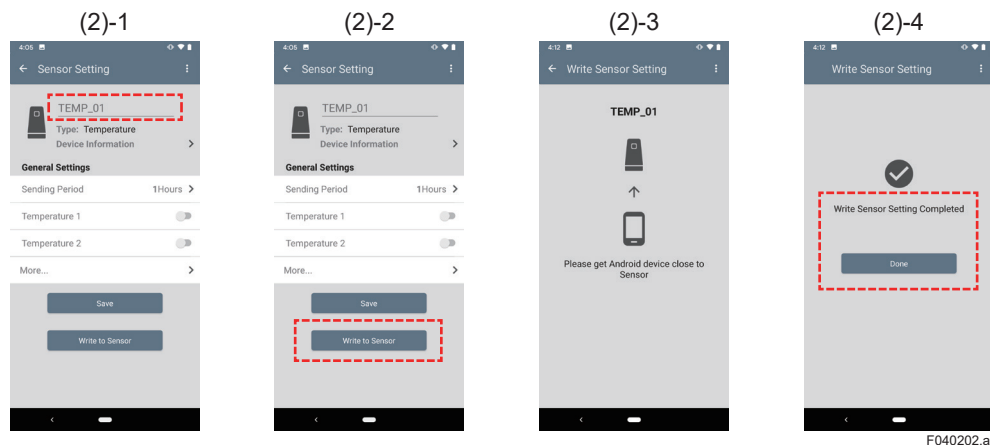 (2)-1
4:05
Sensor Setting
TEMP_01
Type: Temperature
Device Information
General Settings
Sending Period 1Hours
Temperature 1
Temperature 2
More...
Save
Write to Sensor
(2)-2
4:05
Sensor Setting
TEMP_01
Type: Temperature
Device Information
General Settings
Sending Period 1Hours
Temperature 1
Temperature 2
More...
Save
Write to Sensor
(2)-3
4:12
Write Sensor Setting
TEMP_01
Please get Android device close to
Sensor
(2)-4
4:12
Write Sensor Setting
Write Sensor Setting Completed
Done
F040202.a